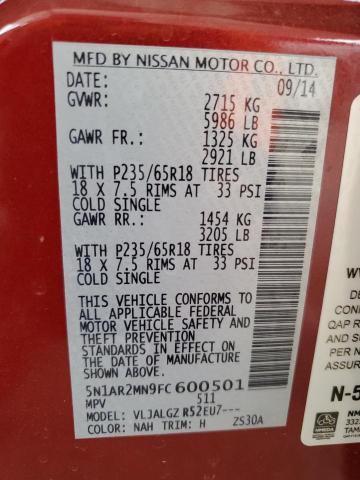 MFD BY NISSAN MOTOR CO., LTD.
DATE: 09/14
GVWR: 2715 KG
5986 LB
GAWR FR: 1325 KG
2921 LB
WITH P235/65R18 TIRES
18 X 7.5 RIMS AT 33 PSI
COLD SINGLE
GAWR RR: 1454 KG
3205 LB
WITH P235/65R18 TIRES
18 X 7.5 RIMS AT 33 PSI
COLD SINGLE
THIS VEHICLE CONFORMS TO
ALL APPLICABLE FEDERAL
MOTOR VEHICLE SAFETY
AND THEFT PREVENTION
STANDARDS IN EFFECT ON
THE DATE OF MANUFACTURE
SHOWN ABOVE
5N1AR2MN9FC600501
MPV 511
MODEL: VLJALGZ R52EU7---
COLOR: NAH TRIM: H ZS30A
QAP R
ASSUR
N-5
NMEDA